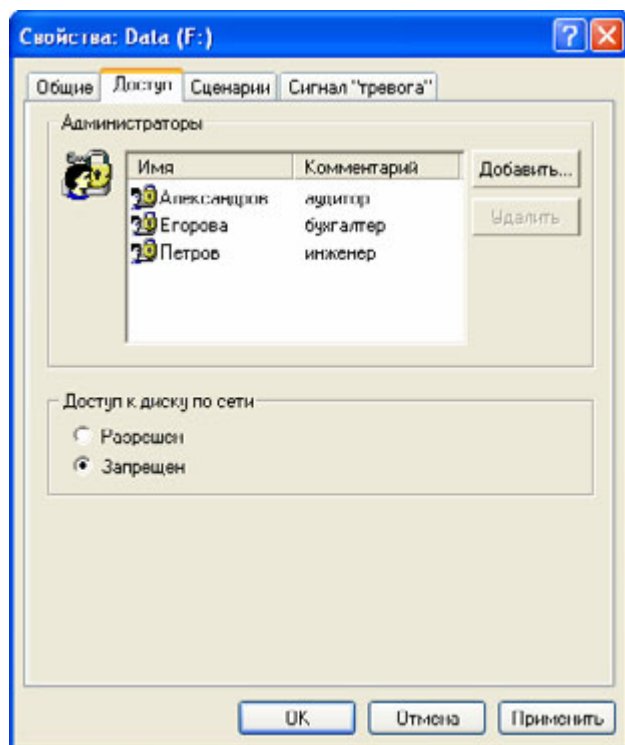 Свойства: Data (F:)
Общие Доступ Сценарии Сигнал "тревога"
Администраторы
Имя Комментарий
Александров аудитор
Егорова бухгалтер
Петров инженер
Добавить...
Удалить
Доступ к диску по сети
Разрешен
Запрещен
OK Отмена Применить